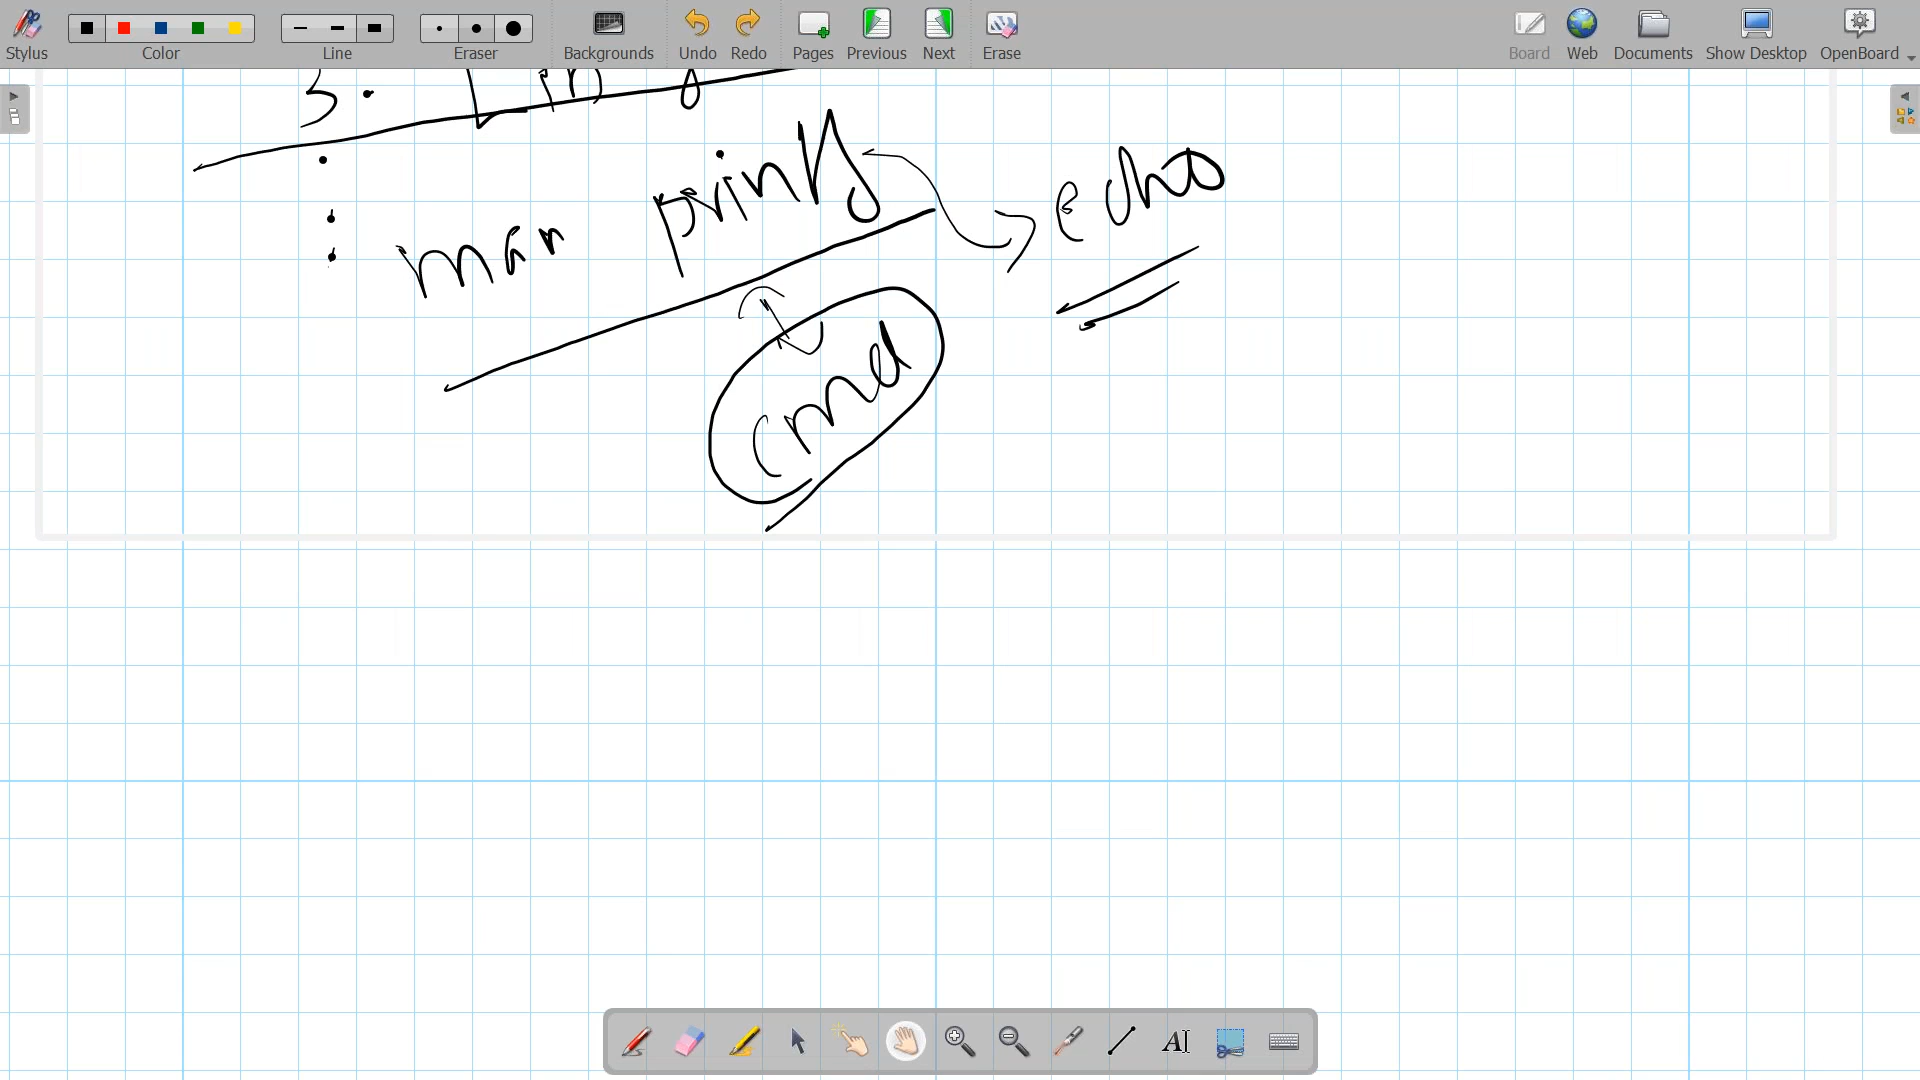 Stylus Color Line Eraser Backgrounds Undo Redo Pages Previous Next Erase Board Web Documents Show Desktop OpenBoard
3.
man printf echo
cmd